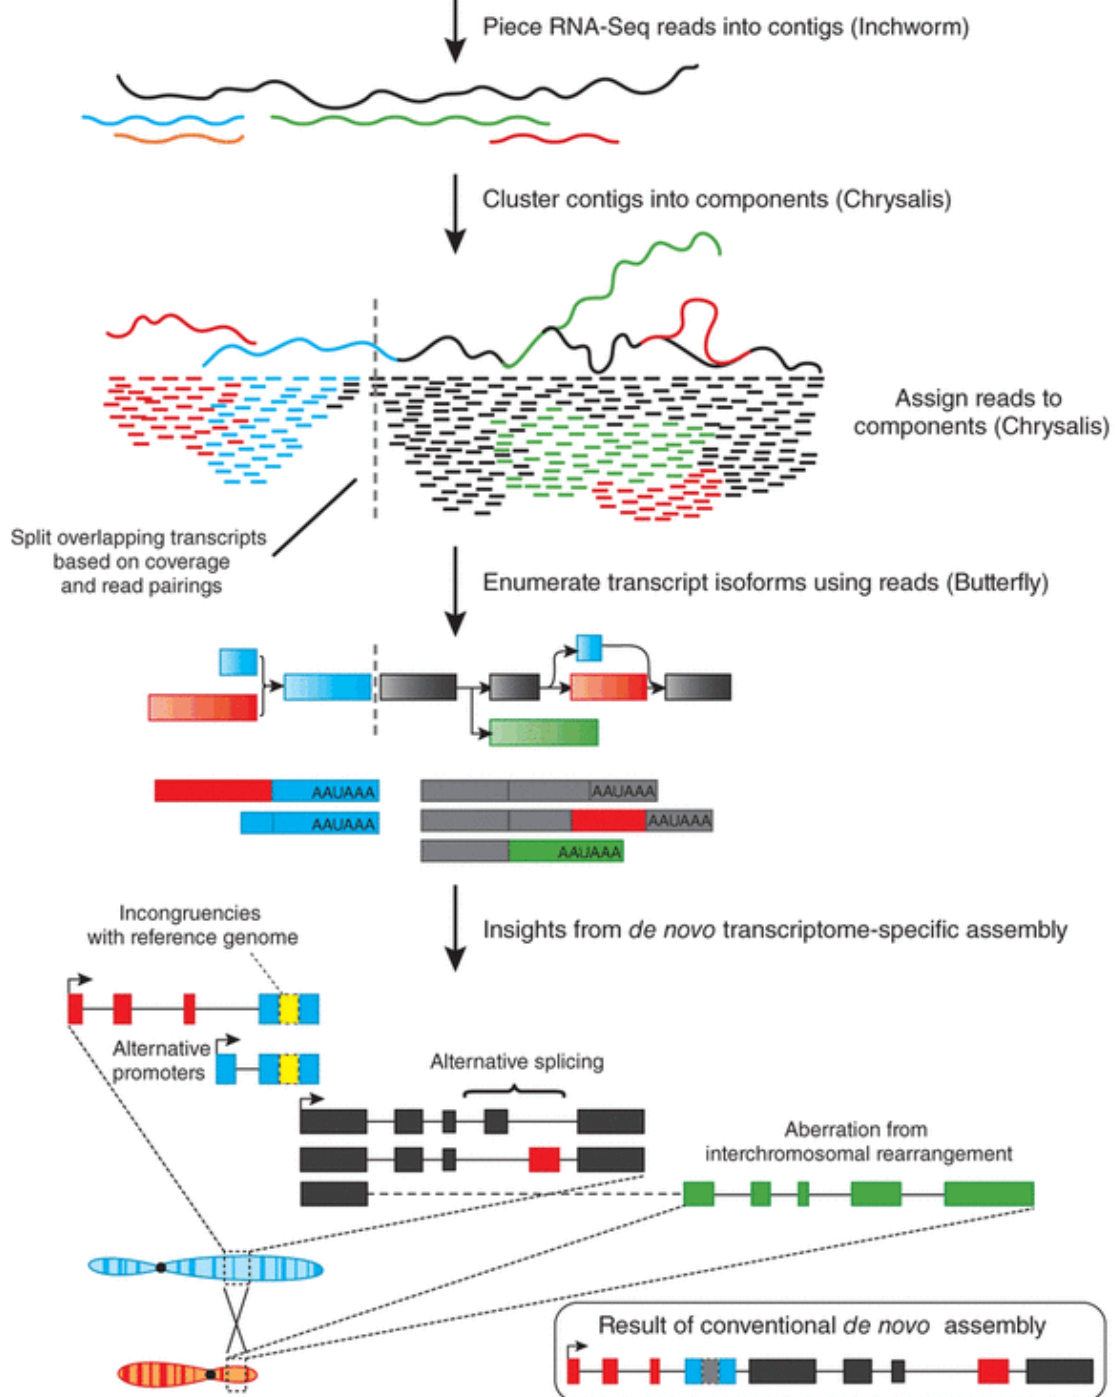 Piece RNA-Seq reads into contigs (Inchworm)
Cluster contigs into components (Chrysalis)
Assign reads to
components (Chrysalis)
Split overlapping transcripts
based on coverage
and read pairings
Enumerate transcript isoforms using reads (Butterfly)
AAUAAA
AAUAAA
AAUAAA
AAUAAA
AAUAAA
Insights from de novo transcriptome-specific assembly
Incongruencies
with reference genome
Alternative
promoters
Alternative splicing
Aberration from
interchromosomal rearrangement
Result of conventional de novo assembly